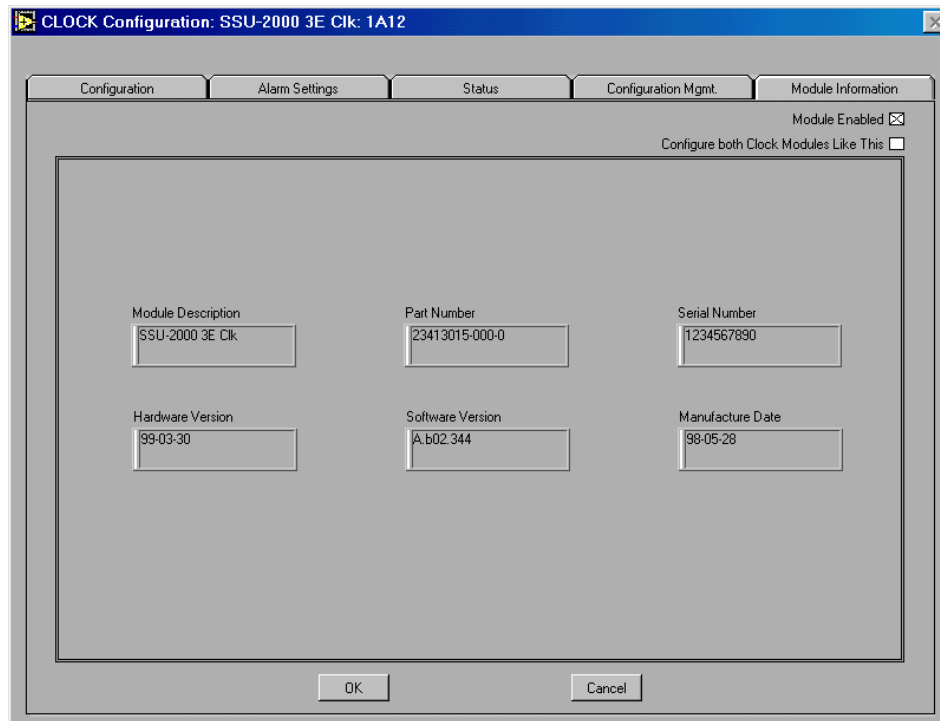 CLOCK Configuration: SSU-2000 3E Clk: 1A12
Configuration Alarm Settings Status Configuration Mgmt. Module Information
Module Enabled
Configure both Clock Modules Like This
Module Description Part Number Serial Number
SSU-2000 3E Clk 23413015-000-0 1234567890
Hardware Version Software Version Manufacture Date
99-03-30 A.b02.344 98-05-28
OK Cancel